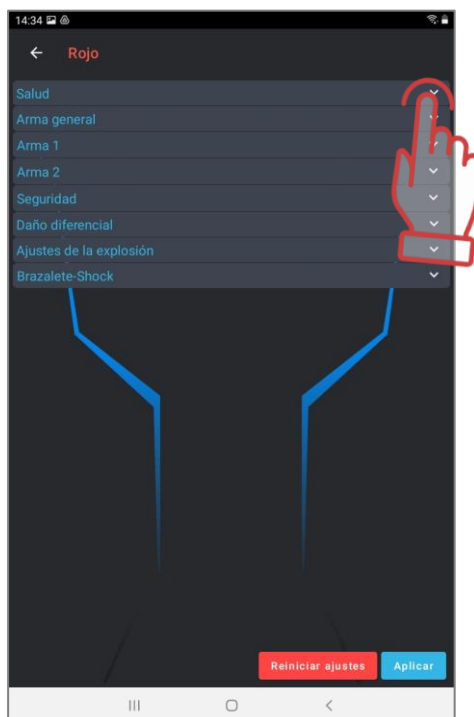 14:34
Rojo
Salud
Arma general
Arma 1
Arma 2
Seguridad
Daño diferencial
Ajustes de la explosión
Brazalete-Shock
Reiniciar ajustes
Aplicar